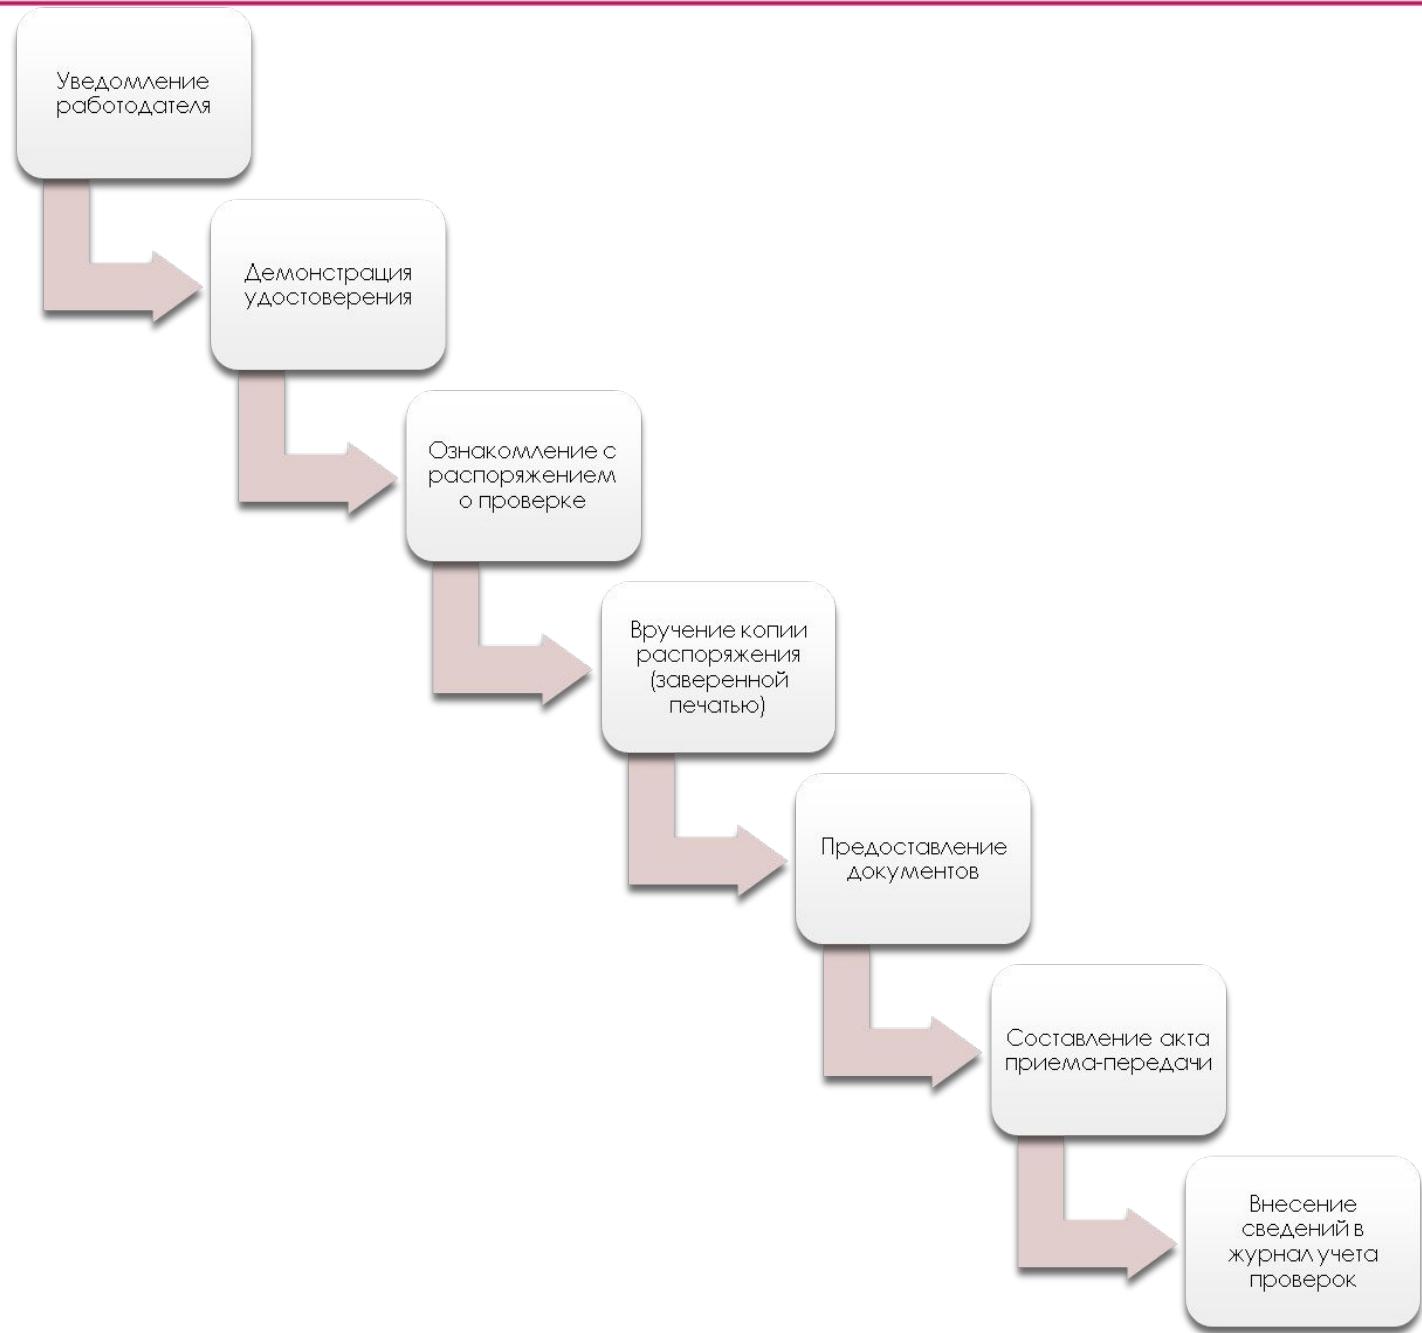 Уведомление
работодателя
Демонстрация
удостоверения
Ознакомление с
распоряжением
о проверке
Вручение копии
распоряжения
(заверенной
печатью)
Предоставление
документов
Составление акта
приема-передачи
Внесение
сведений в
журнал учета
проверок